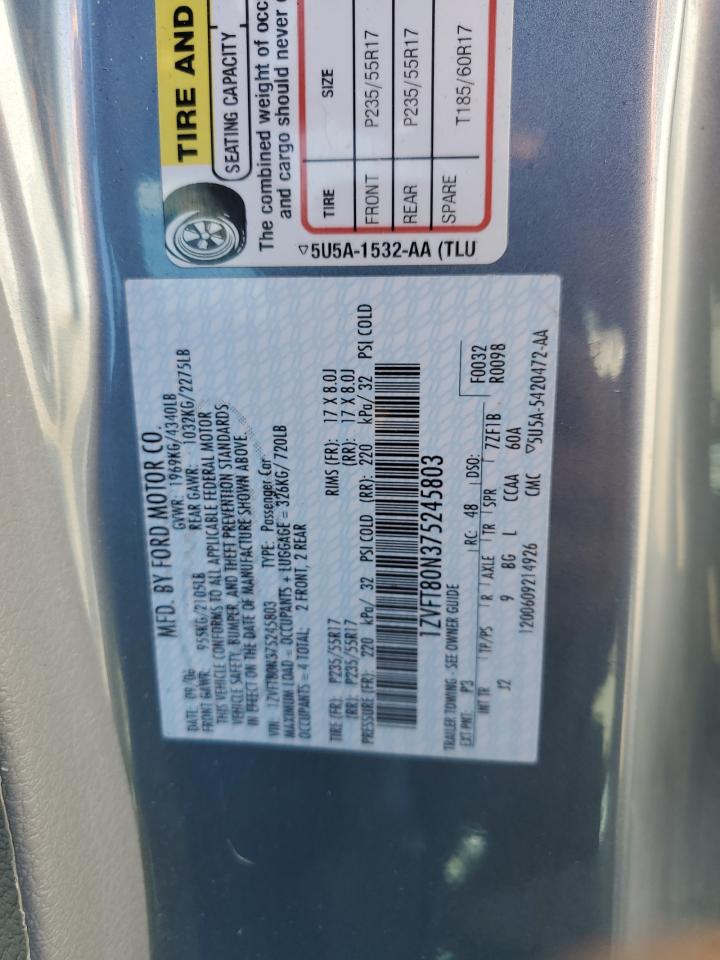 MFD. BY FORD MOTOR CO.
DATE: 09/06 GVWR: 1969KG/4340LB
FRONT GAWR: 955KG/2105LB REAR GAWR: 1032KG/2275LB
THIS VEHICLE CONFORMS TO ALL APPLICABLE FEDERAL MOTOR
VEHICLE SAFETY, BUMPER, AND THEFT PREVENTION STANDARDS
IN EFFECT ON THE DATE OF MANUFACTURE SHOWN ABOVE.
VIN: 1ZVFT80N375245803 TYPE: Passenger Car
MAXIMUM LOAD = OCCUPANTS + LUGGAGE = 326KG/720LB
OCCUPANTS = 4 TOTAL: 2 FRONT, 2 REAR
TIRE (FR): P235/55R17 RIMS (FR): 17 X 8.0J
(RR): P235/55R17 (RR): 17 X 8.0J
PRESSURE (FR): 220 kPa/ 32 PSI COLD (RR): 220 kPa/ 32 PSI COLD
1ZVFT80N375245803
TRAILER TOWING - SEE OWNER GUIDE
F0032
EXT PNT: P3 RC: 48 DSO: R0098
INT TR TP/PS R AXLE TR SPR 7ZF1B
J2 9 BG L CCAA 60A
1200609214926 CMC ▽5U5A-5420472-AA
TIRE AND
SEATING CAPACITY
The combined weight of occ
and cargo should never
TIRE SIZE
FRONT P235/55R17
REAR P235/55R17
SPARE T185/60R17
▽5U5A-1532-AA (TLU